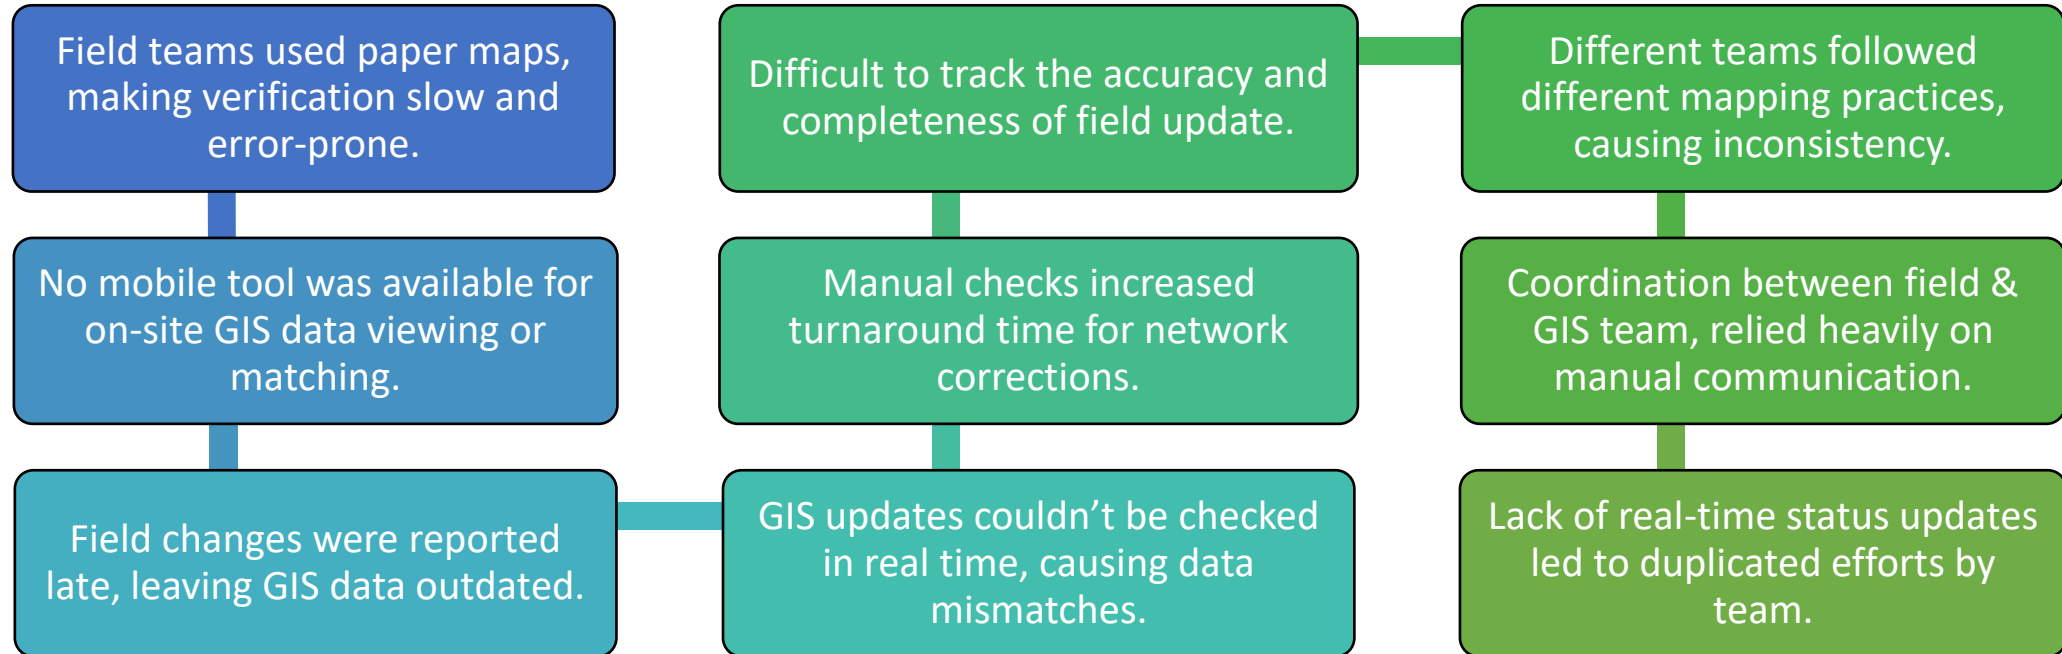 Field teams used paper maps,
making verification slow and
error-prone.
No mobile tool was available for
on-site GIS data viewing or
matching.
Field changes were reported
late, leaving GIS data outdated.
GIS updates couldn’t be checked
in real time, causing data
mismatches.
Manual checks increased
turnaround time for network
corrections.
Difficult to track the accuracy and
completeness of field update.
Different teams followed
different mapping practices,
causing inconsistency.
Coordination between field &
GIS team, relied heavily on
manual communication.
Lack of real-time status updates
led to duplicated efforts by
team.